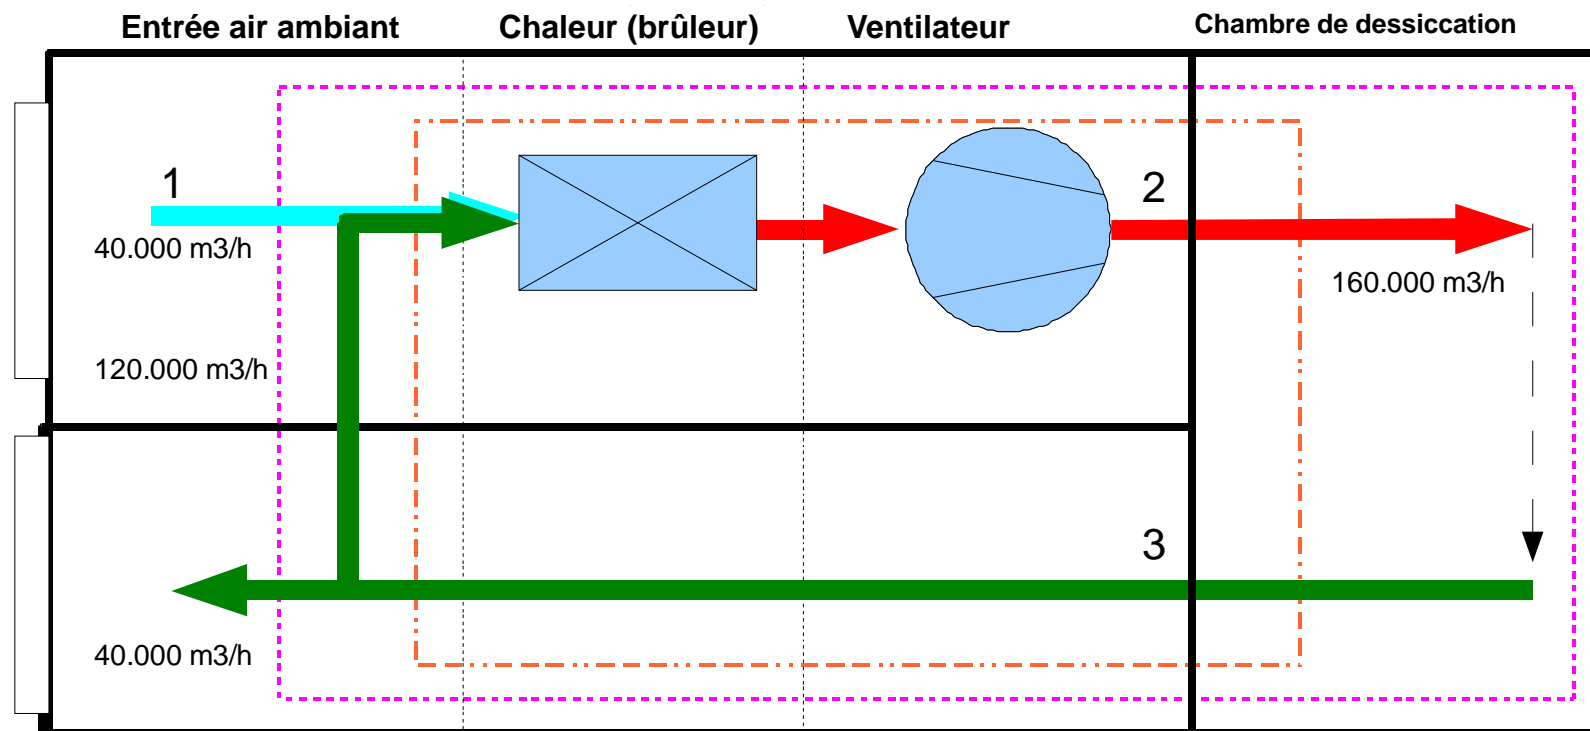 Entrée air ambiant
Chaleur (brûleur)
Ventilateur
Chambre de dessiccation
1
2
40.000 m3/h
160.000 m3/h
120.000 m3/h
3
40.000 m3/h